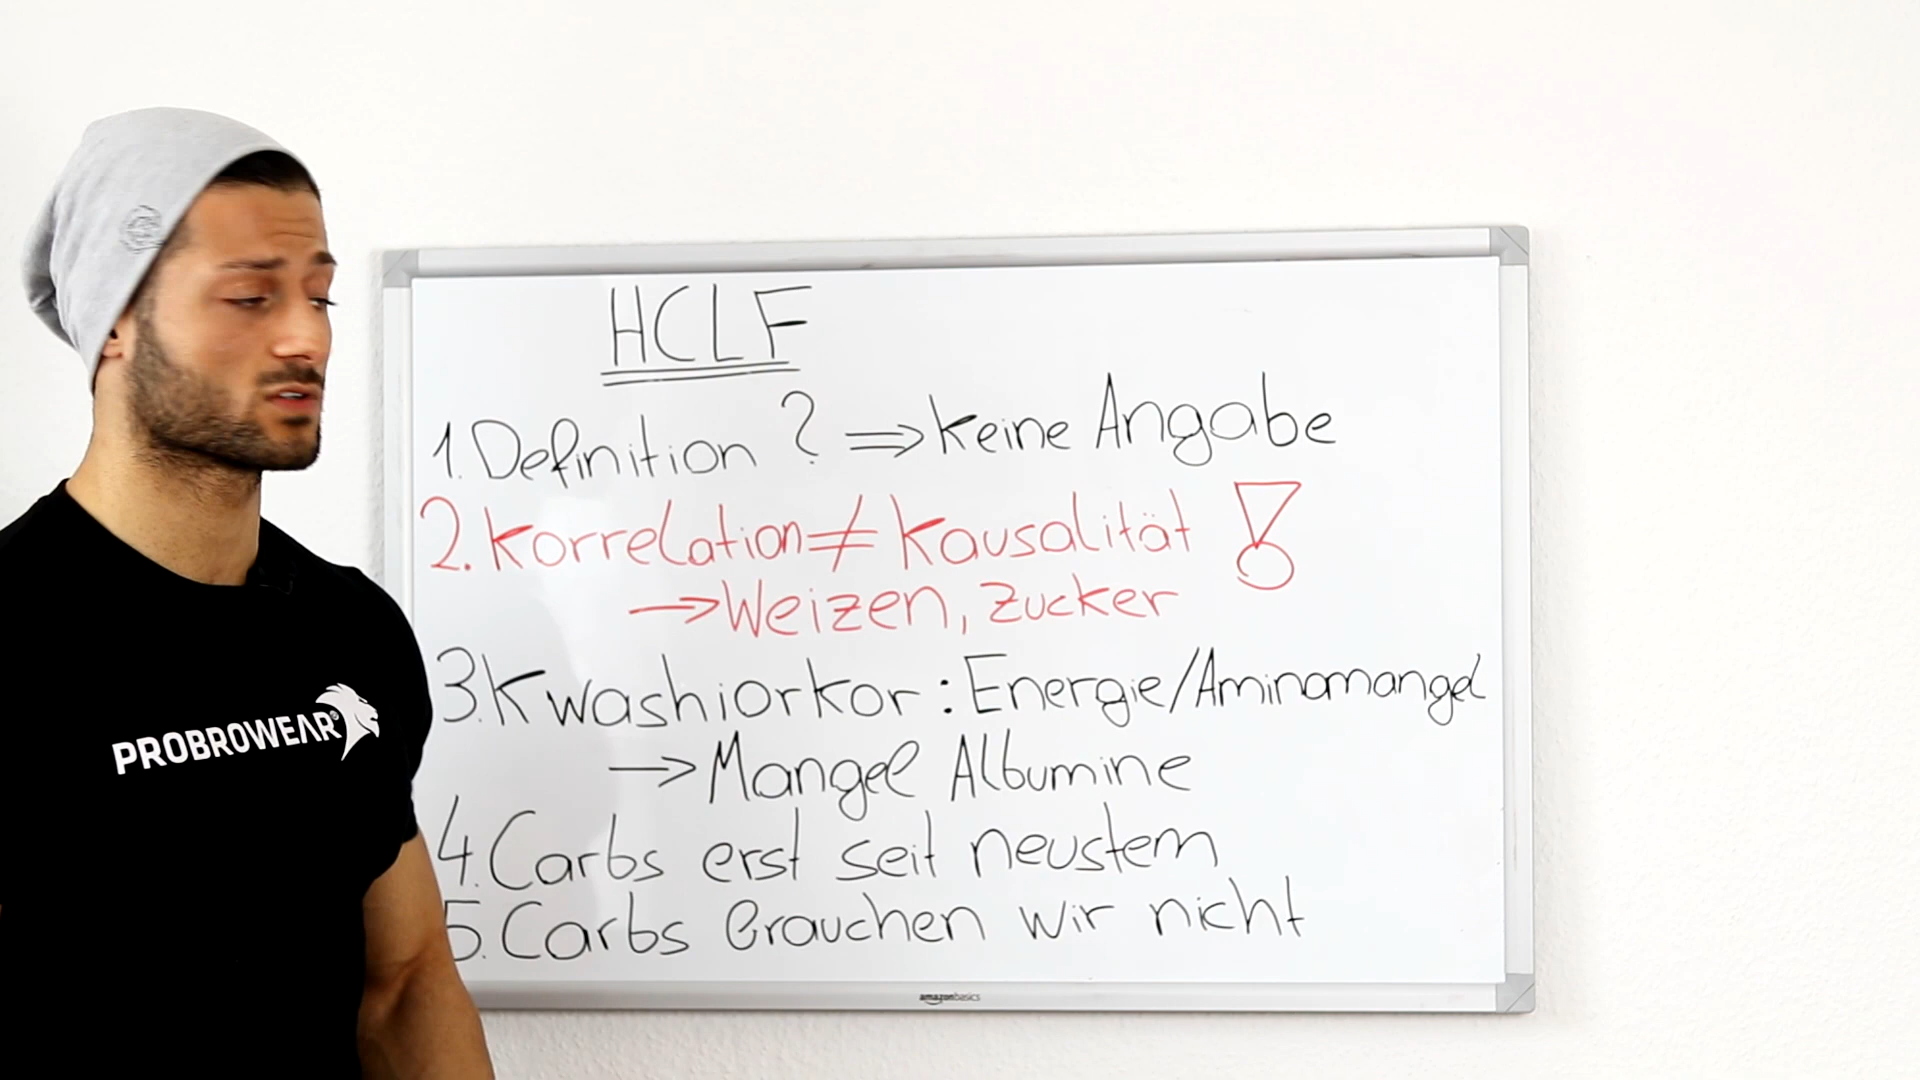 HCLF
1. Definition? => keine Angabe
2. Korrelation ≠ Kausalität !
→ Weizen, Zucker
3. Kwashiorkor: Energie/Aminomangel
→ Mangel Albumine
4. Carbs erst seit neustem
5. Carbs brauchen wir nicht
amazonbasics
PROBROWEAR®